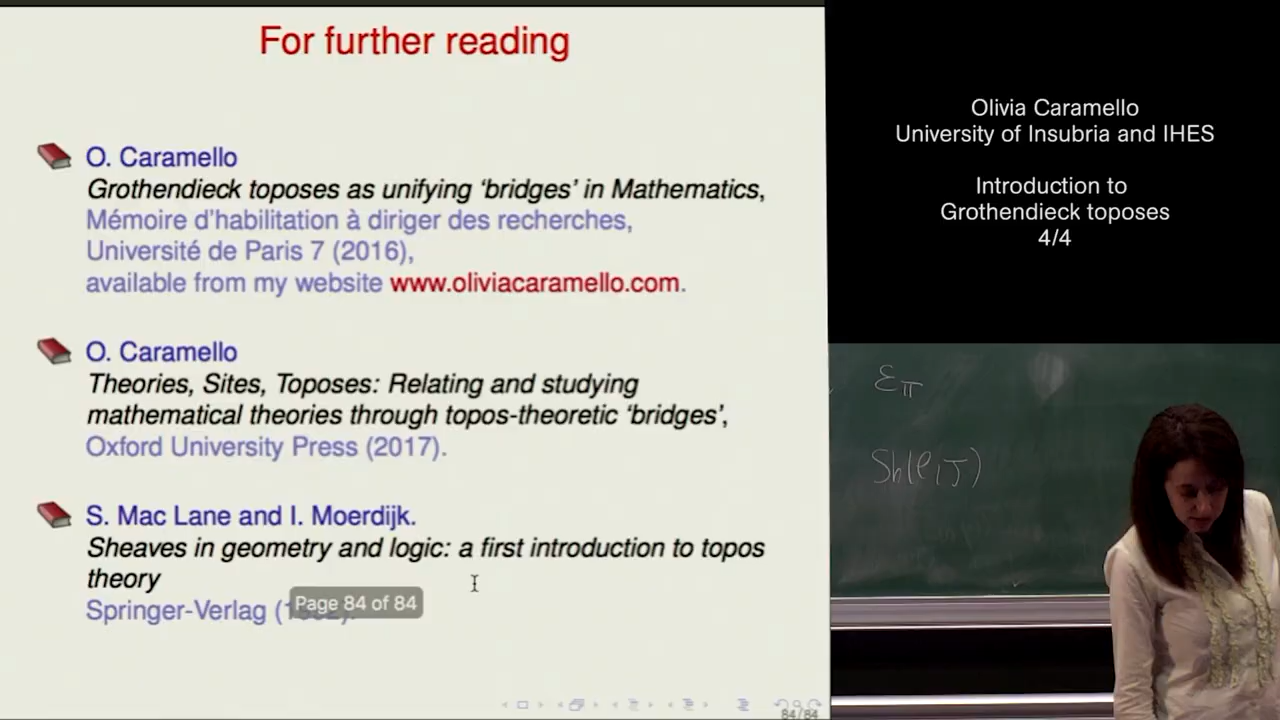 For further reading
O. Caramello
Grothendieck toposes as unifying ‘bridges’ in Mathematics,
Mémoire d’habilitation à diriger des recherches,
Université de Paris 7 (2016),
available from my website www.oliviacaramello.com.
O. Caramello
Theories, Sites, Toposes: Relating and studying
mathematical theories through topos-theoretic ‘bridges’,
Oxford University Press (2017).
S. Mac Lane and I. Moerdijk.
Sheaves in geometry and logic: a first introduction to topos
theory
Springer-Verlag
Page 84 of 84
84/84
Olivia Caramello
University of Insubria and IHES
Introduction to
Grothendieck toposes
4/4
ℰ_𝕋
Sh(𝒞,J)